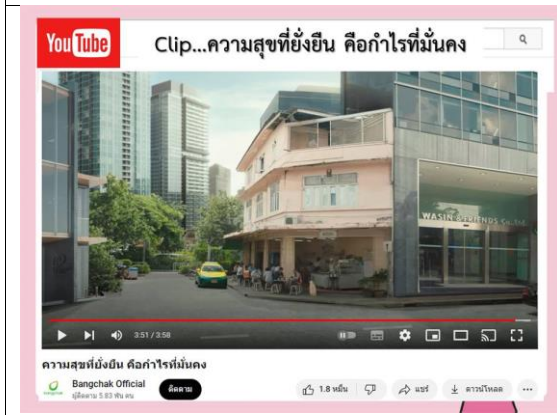 YouTube
Clip...ความสุขที่ยั่งยืน คือกำไรที่มั่นคง
WASIN & FRIENDS Co., Ltd.
3:51 / 3:58
ความสุขที่ยั่งยืน คือกำไรที่มั่นคง
Bangchak Official
ผู้ติดตาม 5.83 พัน คน
ติดตาม
1.8 หมื่น
แชร์
ดาวน์โหลด